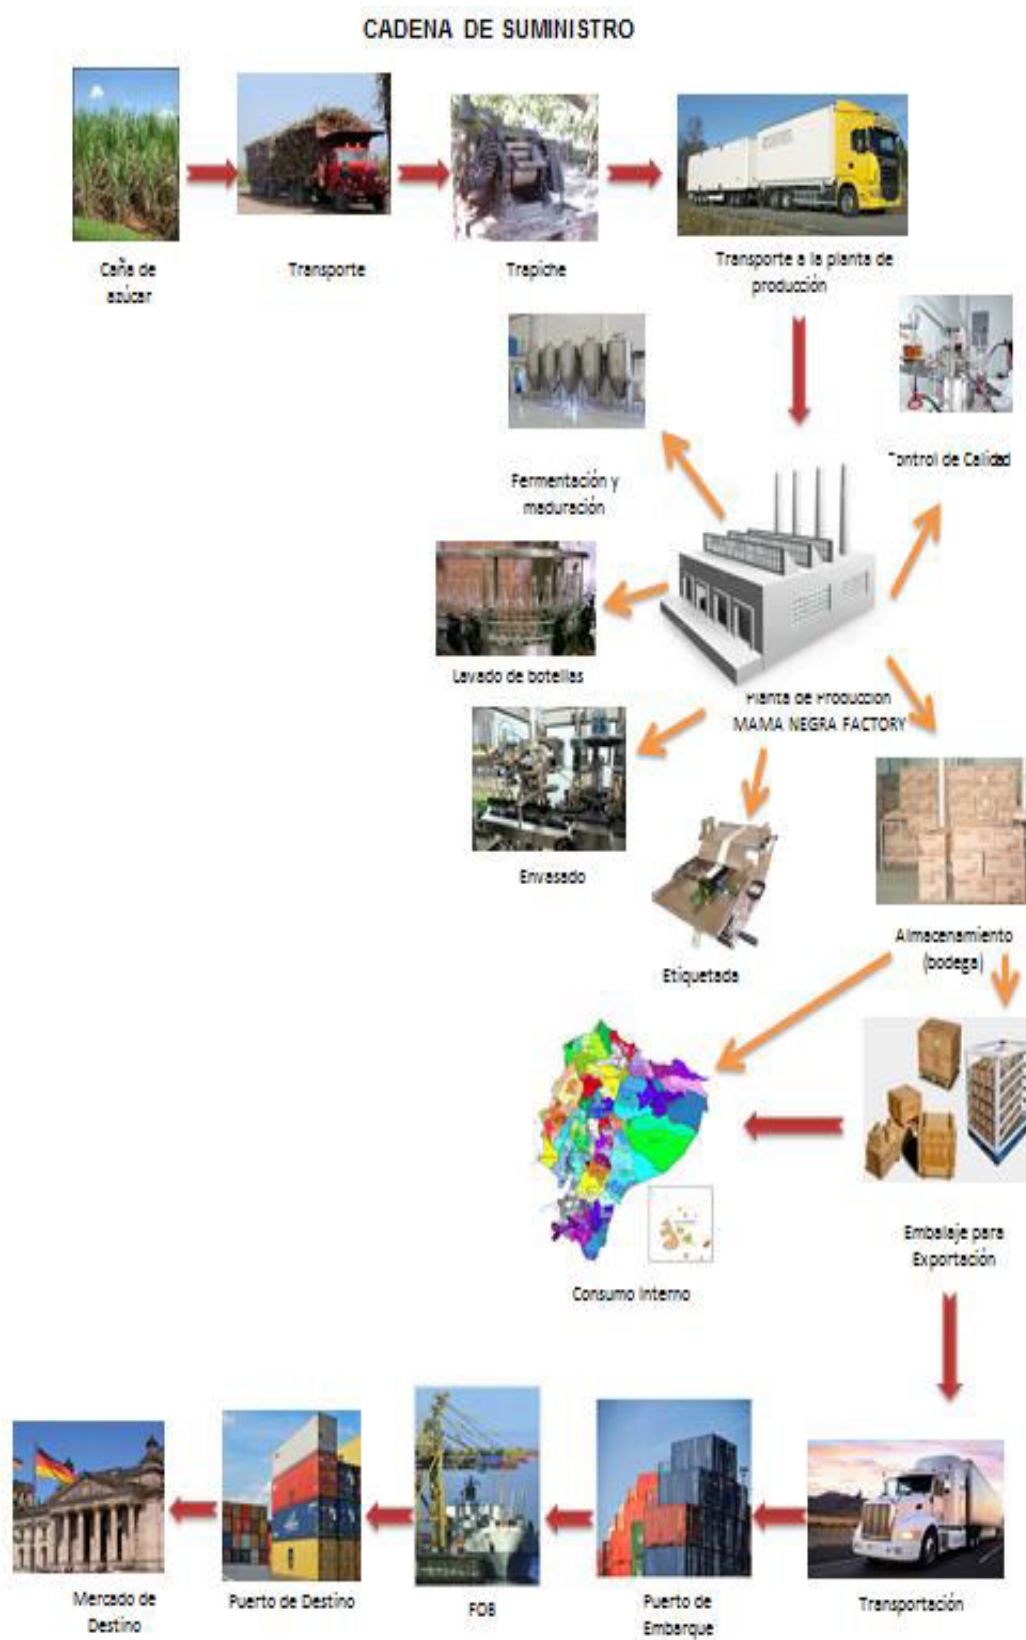 CADENA DE SUMINISTRO
Caña de
azúcar
Transporte
Trapiche
Transporte a la planta de
producción
Fermentación y
maduración
ontrol de Calidad
Lavado de botellas
Planta de Producción
MAMA NEGRA FACTORY
Envasado
Etiquetada
Almacenamiento
(bodega)
Consumo Interno
Embalaje para
Exportación
Mercado de
Destino
Puerto de Destino
FOB
Puerto de
Embarque
Transportación